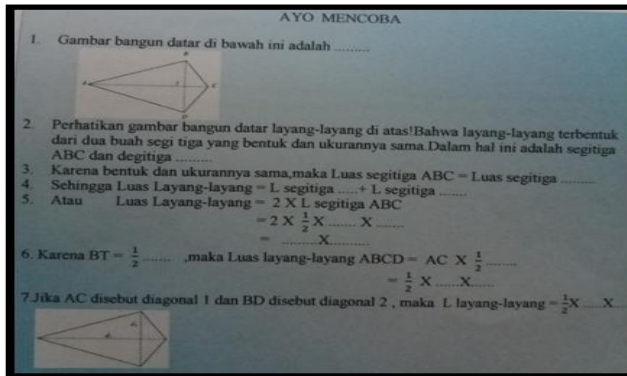 AYO MENCOBA
1. Gambar bangun datar di bawah ini adalah .........
A
B
C
D
2. Perhatikan gambar bangun datar layang-layang di atas!Bahwa layang-layang terbentuk
dari dua buah segi tiga yang bentuk dan ukurannya sama.Dalam hal ini adalah segitiga
ABC dan degitiga .........
3. Karena bentuk dan ukurannya sama,maka Luas segitiga ABC = Luas segitiga .........
4. Sehingga Luas Layang-layang = L segitiga .....+ L segitiga .......
5. Atau Luas Layang-layang = 2 X L segitiga ABC
= 2 X 1/2 X ....... X .......
= .........X..........
6. Karena BT = 1/2 ....... ,maka Luas layang-layang ABCD = AC X 1/2 ........
= 1/2 X ......X......
7.Jika AC disebut diagonal 1 dan BD disebut diagonal 2 , maka L layang-layang = 1/2X ....X...